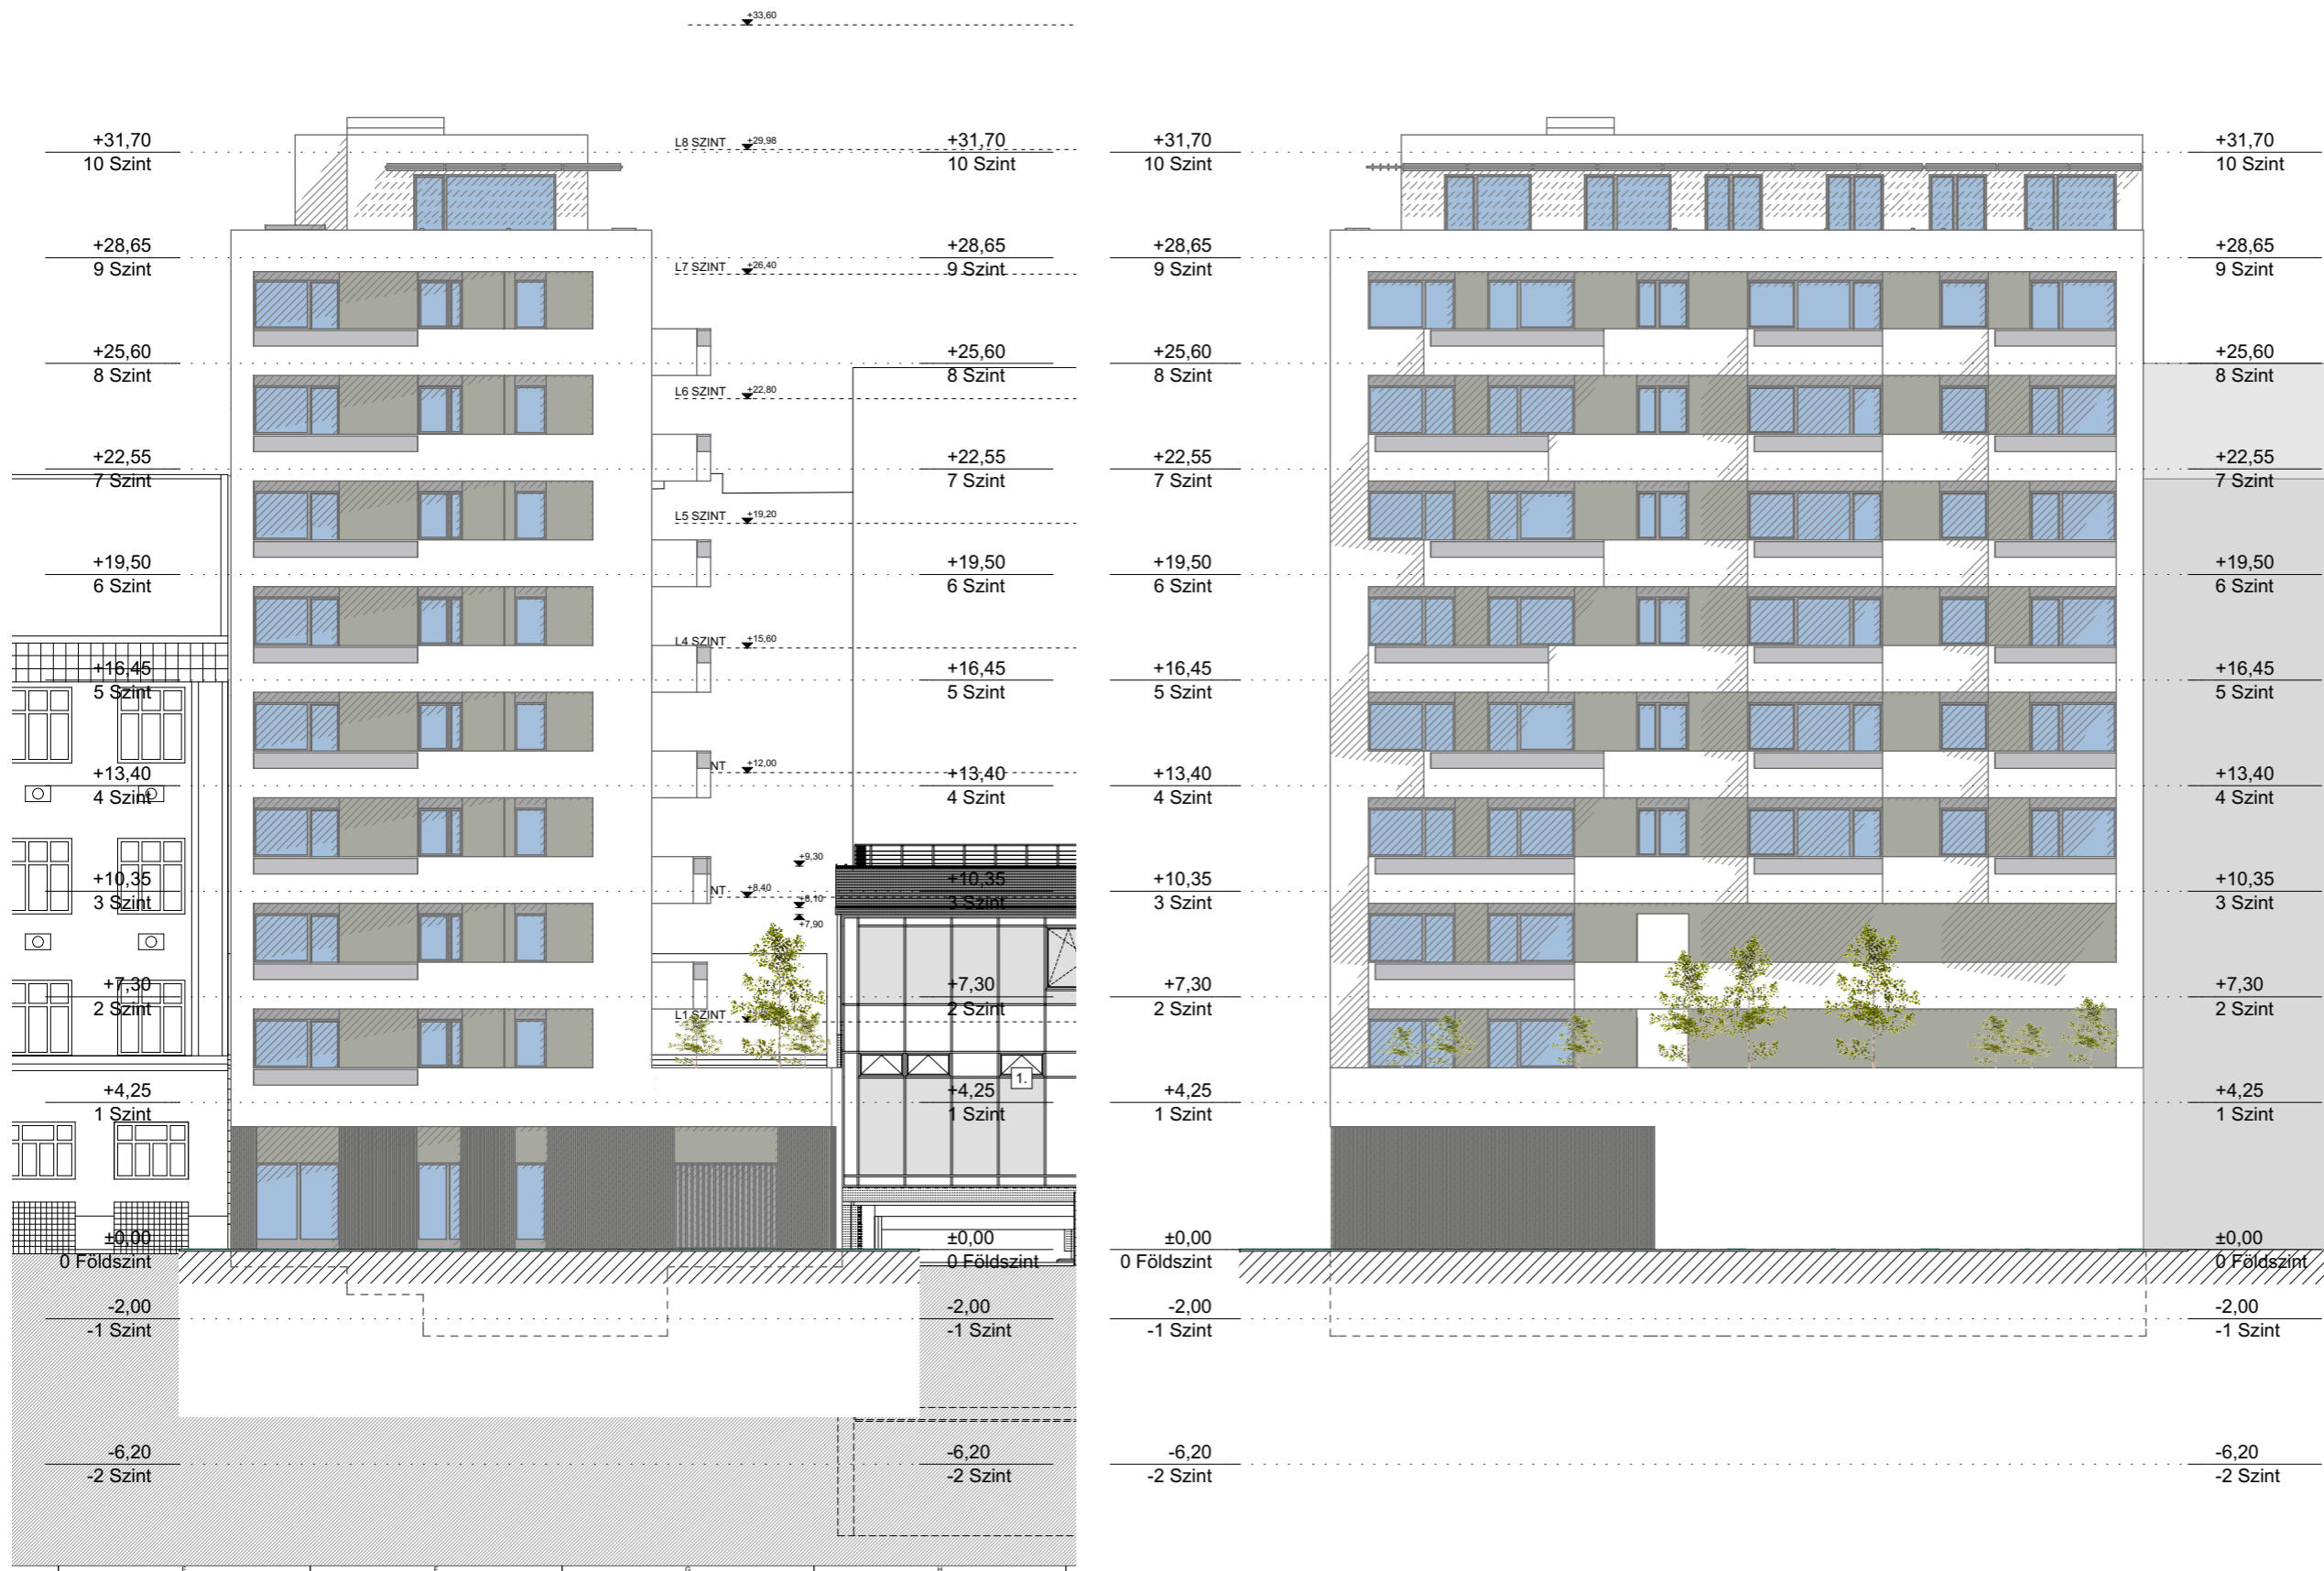 +33,60
+31,70
10 Szint
L8 SZINT +29,98
+31,70
10 Szint
+31,70
10 Szint
+31,70
10 Szint
+28,65
9 Szint
L7 SZINT +26,40
+28,65
9 Szint
+28,65
9 Szint
+28,65
9 Szint
+25,60
8 Szint
L6 SZINT +22,80
+25,60
8 Szint
+25,60
8 Szint
+25,60
8 Szint
+22,55
7 Szint
L5 SZINT +19,20
+22,55
7 Szint
+22,55
7 Szint
+22,55
7 Szint
+19,50
6 Szint
L4 SZINT +15,60
+19,50
6 Szint
+19,50
6 Szint
+19,50
6 Szint
+16,45
5 Szint
+16,45
5 Szint
+16,45
5 Szint
+16,45
5 Szint
+13,40
4 Szint
NT +12,00
+13,40
4 Szint
+13,40
4 Szint
+13,40
4 Szint
+9,30
+10,35
3 Szint
NT +8,40
+8,10
+7,90
+10,35
3 Szint
+10,35
3 Szint
+10,35
3 Szint
+7,30
2 Szint
L1 SZINT
+7,30
2 Szint
+7,30
2 Szint
+7,30
2 Szint
1.
+4,25
1 Szint
+4,25
1 Szint
+4,25
1 Szint
+4,25
1 Szint
±0,00
0 Földszint
±0,00
0 Földszint
±0,00
0 Földszint
±0,00
0 Földszint
-2,00
-1 Szint
-2,00
-1 Szint
-2,00
-1 Szint
-2,00
-1 Szint
-6,20
-2 Szint
-6,20
-2 Szint
-6,20
-2 Szint
-6,20
-2 Szint